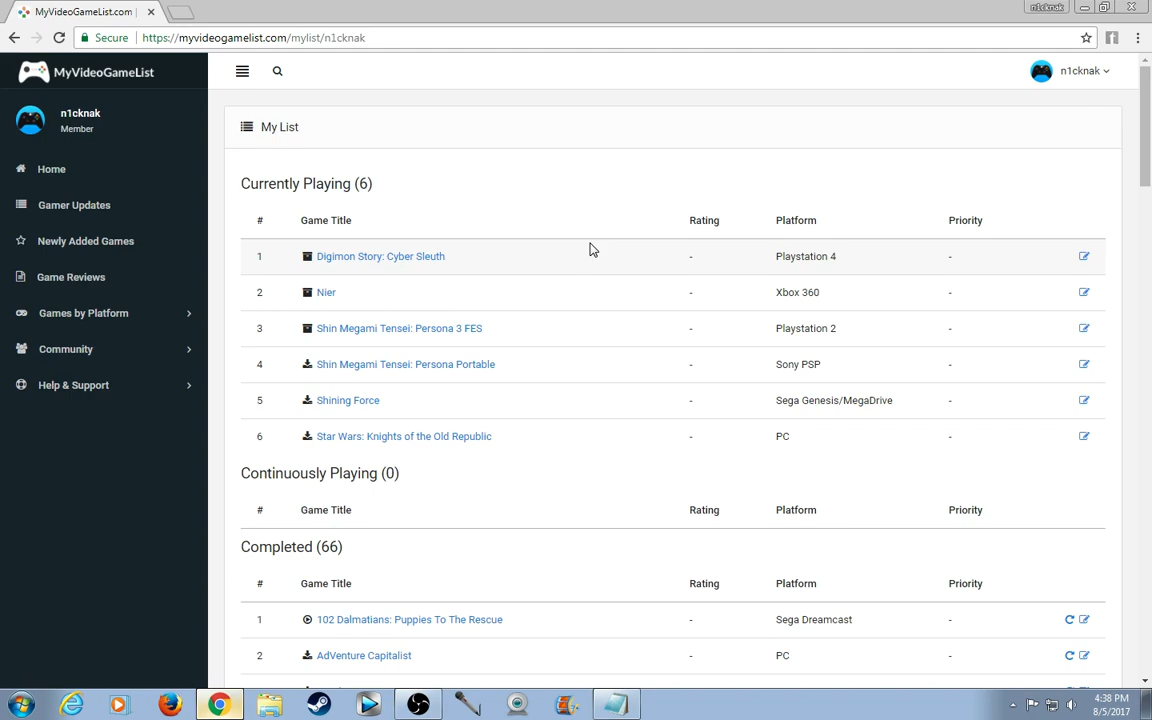 MyVideoGameList.com |
n1cknak
Secure | https://myvideogamelist.com/mylist/n1cknak
MyVideoGameList
n1cknak
n1cknak
Member
Home
Gamer Updates
Newly Added Games
Game Reviews
Games by Platform
Community
Help & Support
My List
Currently Playing (6)
# Game Title Rating Platform Priority
1 Digimon Story: Cyber Sleuth - Playstation 4 -
2 Nier - Xbox 360 -
3 Shin Megami Tensei: Persona 3 FES - Playstation 2 -
4 Shin Megami Tensei: Persona Portable - Sony PSP -
5 Shining Force - Sega Genesis/MegaDrive -
6 Star Wars: Knights of the Old Republic - PC -
Continuously Playing (0)
# Game Title Rating Platform Priority
Completed (66)
# Game Title Rating Platform Priority
1 102 Dalmatians: Puppies To The Rescue - Sega Dreamcast -
2 AdVenture Capitalist - PC -
4:38 PM
8/5/2017